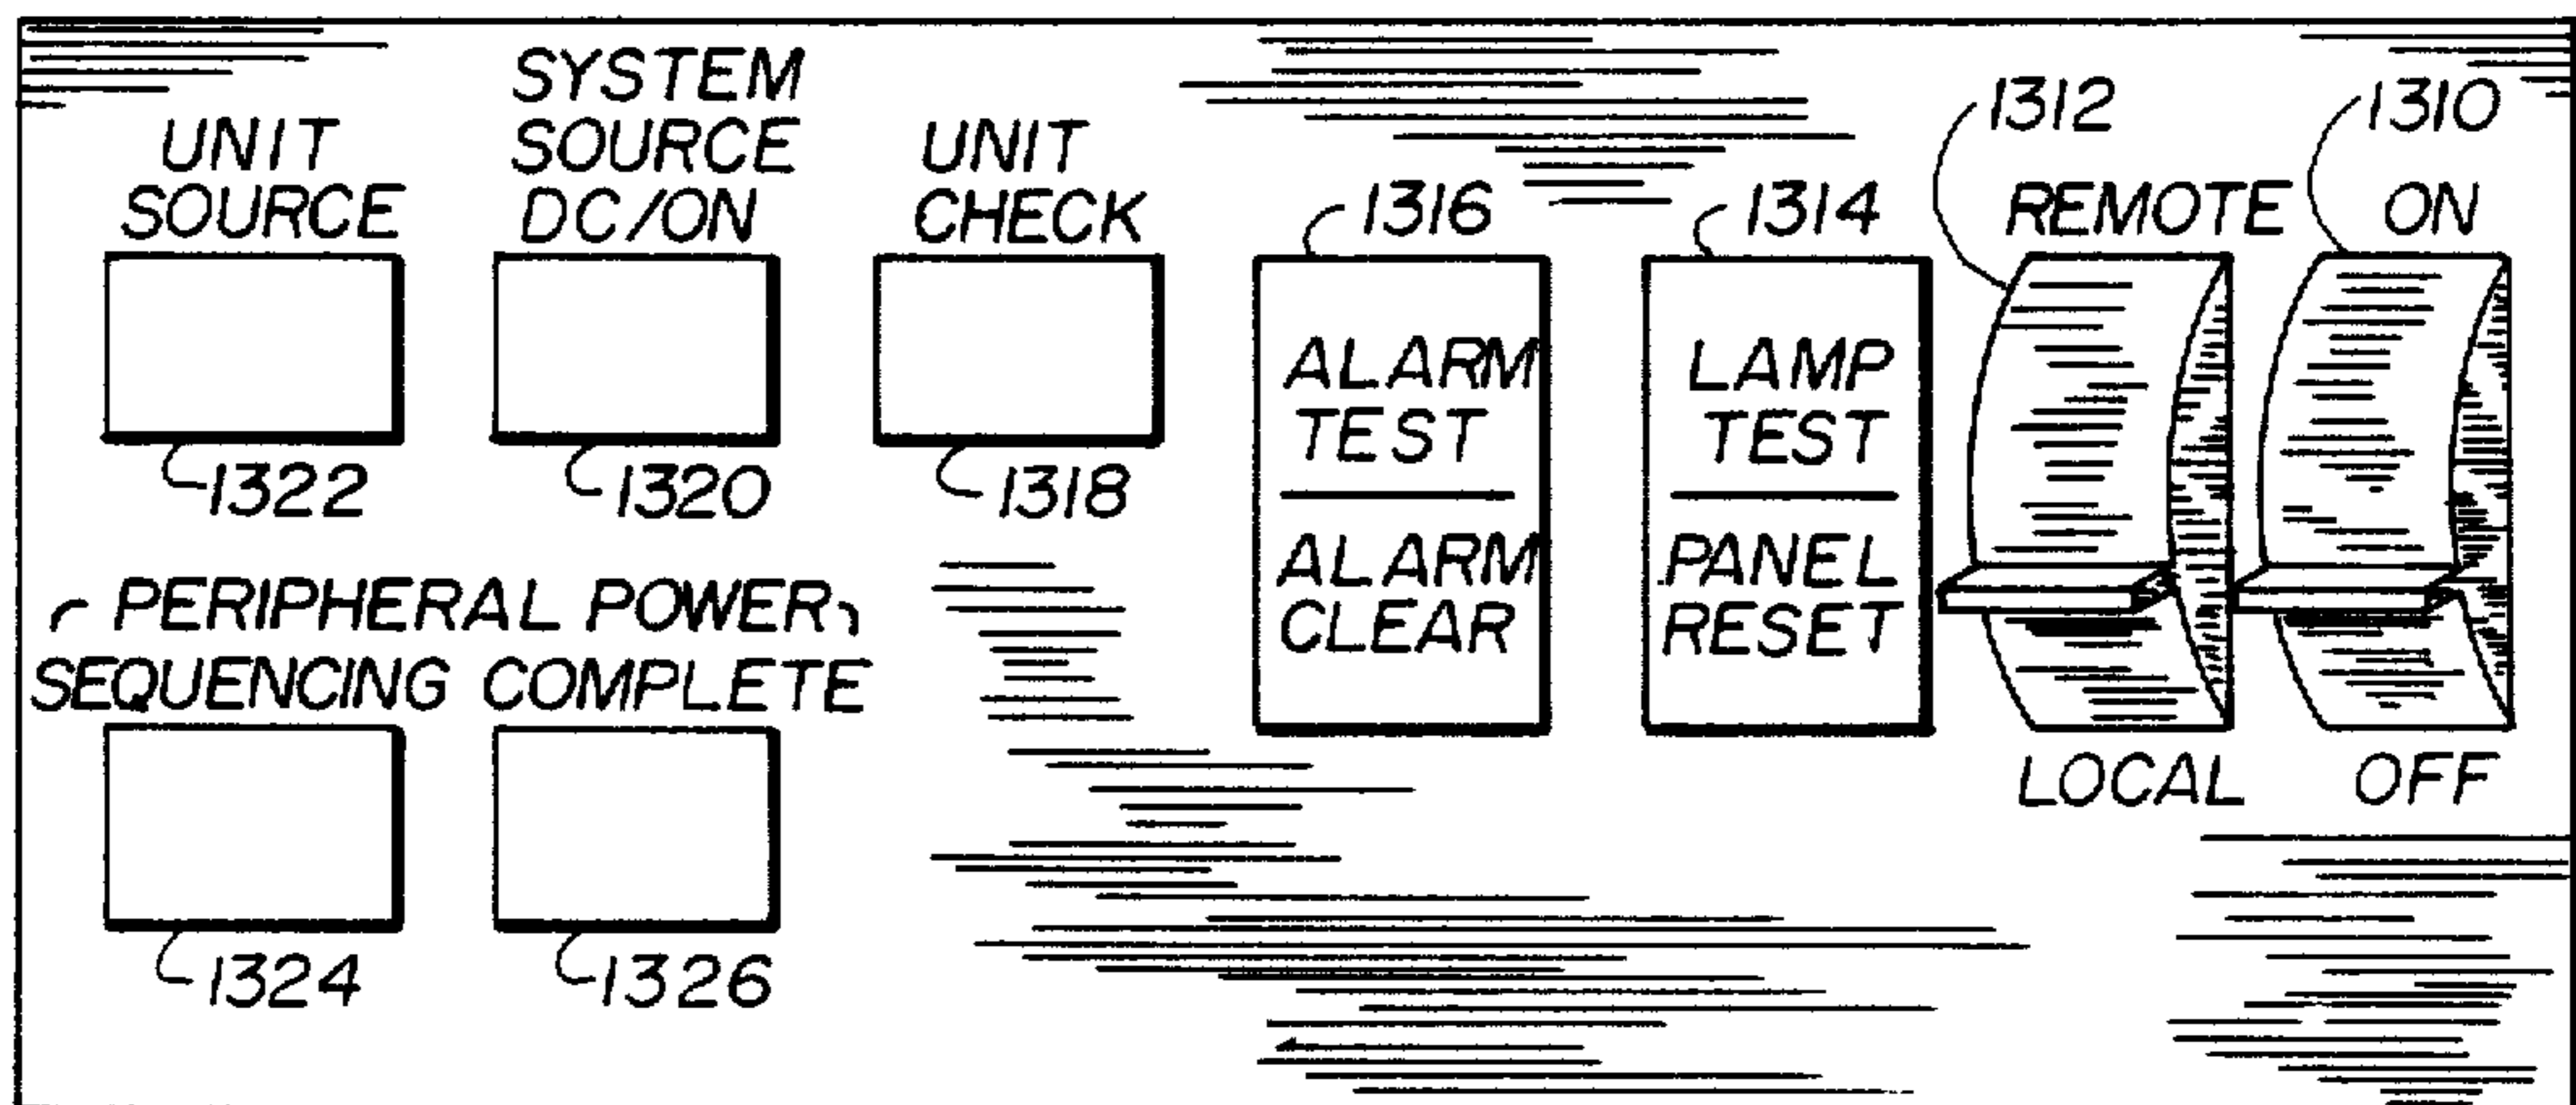 UNIT
SOURCE
1322
SYSTEM
SOURCE
DC/ON
1320
UNIT
CHECK
1318
1316
ALARM
TEST
ALARM
CLEAR
1314
LAMP
TEST
PANEL
RESET
1312
REMOTE
LOCAL
1310
ON
OFF
PERIPHERAL POWER
SEQUENCING COMPLETE
1324
1326